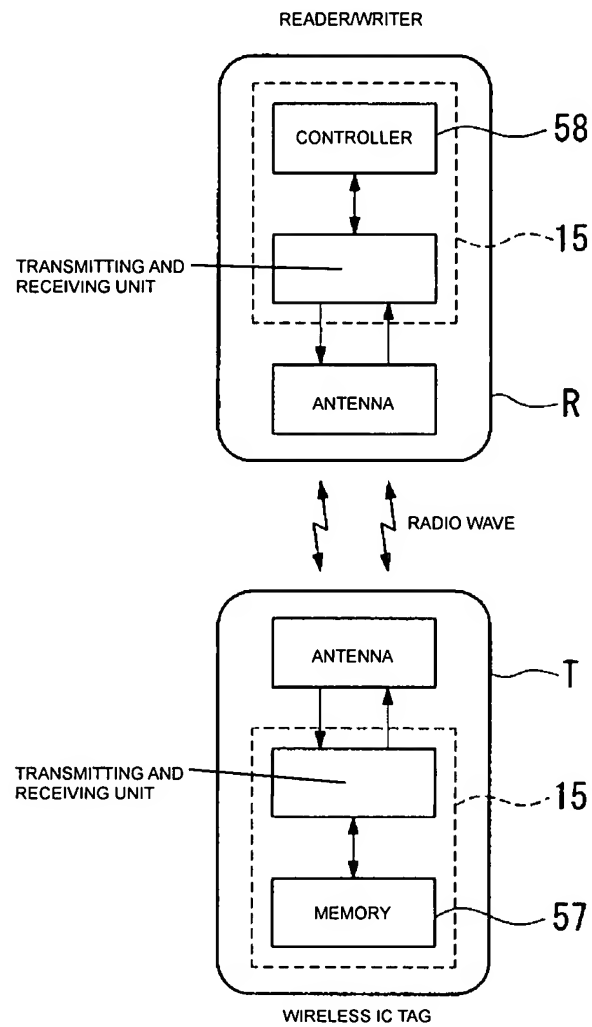 READER/WRITER
CONTROLLER
58
15
TRANSMITTING AND
RECEIVING UNIT
ANTENNA
R
RADIO WAVE
ANTENNA
T
TRANSMITTING AND
RECEIVING UNIT
15
MEMORY
57
WIRELESS IC TAG